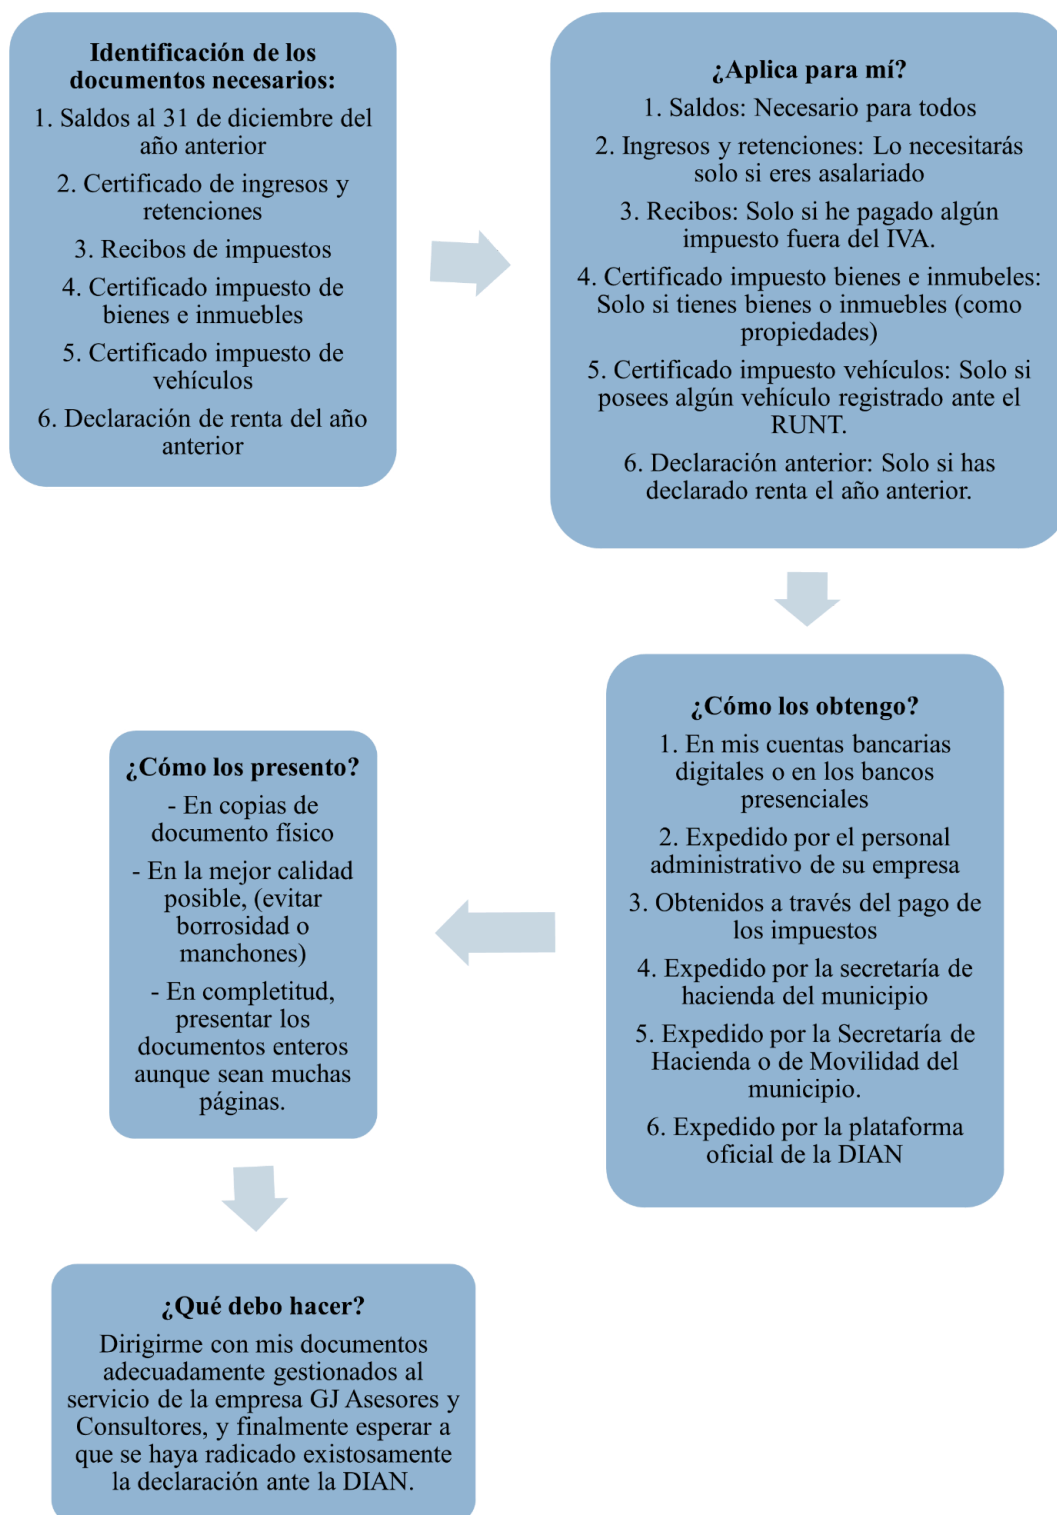 Identificación de los
documentos necesarios:
1. Saldos al 31 de diciembre del
año anterior
2. Certificado de ingresos y
retenciones
3. Recibos de impuestos
4. Certificado impuesto de
bienes e inmuebles
5. Certificado impuesto de
vehículos
6. Declaración de renta del año
anterior
¿Aplica para mí?
1. Saldos: Necesario para todos
2. Ingresos y retenciones: Lo necesitarás
solo si eres asalariado
3. Recibos: Solo si he pagado algún
impuesto fuera del IVA.
4. Certificado impuesto bienes e inmubeles:
Solo si tienes bienes o inmuebles (como
propiedades)
5. Certificado impuesto vehículos: Solo si
posees algún vehículo registrado ante el
RUNT.
6. Declaración anterior: Solo si has
declarado renta el año anterior.
¿Cómo los obtengo?
1. En mis cuentas bancarias
digitales o en los bancos
presenciales
2. Expedido por el personal
administrativo de su empresa
3. Obtenidos a través del pago de
los impuestos
4. Expedido por la secretaría de
hacienda del municipio
5. Expedido por la Secretaría de
Hacienda o de Movilidad del
municipio.
6. Expedido por la plataforma
oficial de la DIAN
¿Cómo los presento?
- En copias de
documento físico
- En la mejor calidad
posible, (evitar
borrosidad o
manchones)
- En completitud,
presentar los
documentos enteros
aunque sean muchas
páginas.
¿Qué debo hacer?
Dirigirme con mis documentos
adecuadamente gestionados al
servicio de la empresa GJ Asesores y
Consultores, y finalmente esperar a
que se haya radicado existosamente
la declaración ante la DIAN.